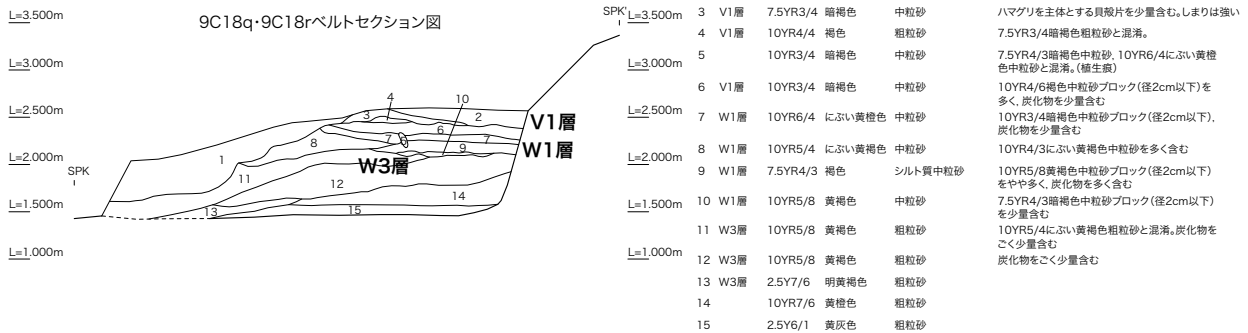 9C18q・9C18rベルトセクション図
L=3.500m
L=3.000m
L=2.500m
L=2.000m
L=1.500m
L=1.000m
SPK
SPK'
L=3.500m
L=3.000m
L=2.500m
L=2.000m
L=1.500m
L=1.000m
4
10
3
2
V1層
6
7
7
W1層
8
9
1
W3層
11
12
14
13
15
3 V1層 7.5YR3/4 暗褐色 中粒砂 ハマグリを主体とする貝殻片を少量含む。しまりは強い
4 V1層 10YR4/4 褐色 粗粒砂 7.5YR3/4暗褐色粗粒砂と混淆。
5 10YR3/4 暗褐色 中粒砂 7.5YR4/3暗褐色中粒砂，10YR6/4にぶい黄橙
色中粒砂と混淆。(植生痕)
6 V1層 10YR3/4 暗褐色 中粒砂 10YR4/6褐色中粒砂ブロック(径2cm以下)を
多く，炭化物を少量含む
7 W1層 10YR6/4 にぶい黄橙色 中粒砂 10YR3/4暗褐色中粒砂ブロック(径2cm以下)，
炭化物を少量含む
8 W1層 10YR5/4 にぶい黄褐色 中粒砂 10YR4/3にぶい黄褐色中粒砂を多く含む
9 W1層 7.5YR4/3 褐色 シルト質中粒砂 10YR5/8黄褐色中粒砂ブロック(径2cm以下)
をやや多く，炭化物を多く含む
10 W1層 10YR5/8 黄褐色 中粒砂 7.5YR4/3暗褐色中粒砂ブロック(径2cm以下)
を少量含む
11 W3層 10YR5/8 黄褐色 粗粒砂 10YR5/4にぶい黄褐色粗粒砂と混淆。炭化物を
ごく少量含む
12 W3層 10YR5/8 黄褐色 粗粒砂 炭化物をごく少量含む
13 W3層 2.5Y7/6 明黄褐色 粗粒砂
14 10YR7/6 黄橙色 粗粒砂
15 2.5Y6/1 黄灰色 粗粒砂